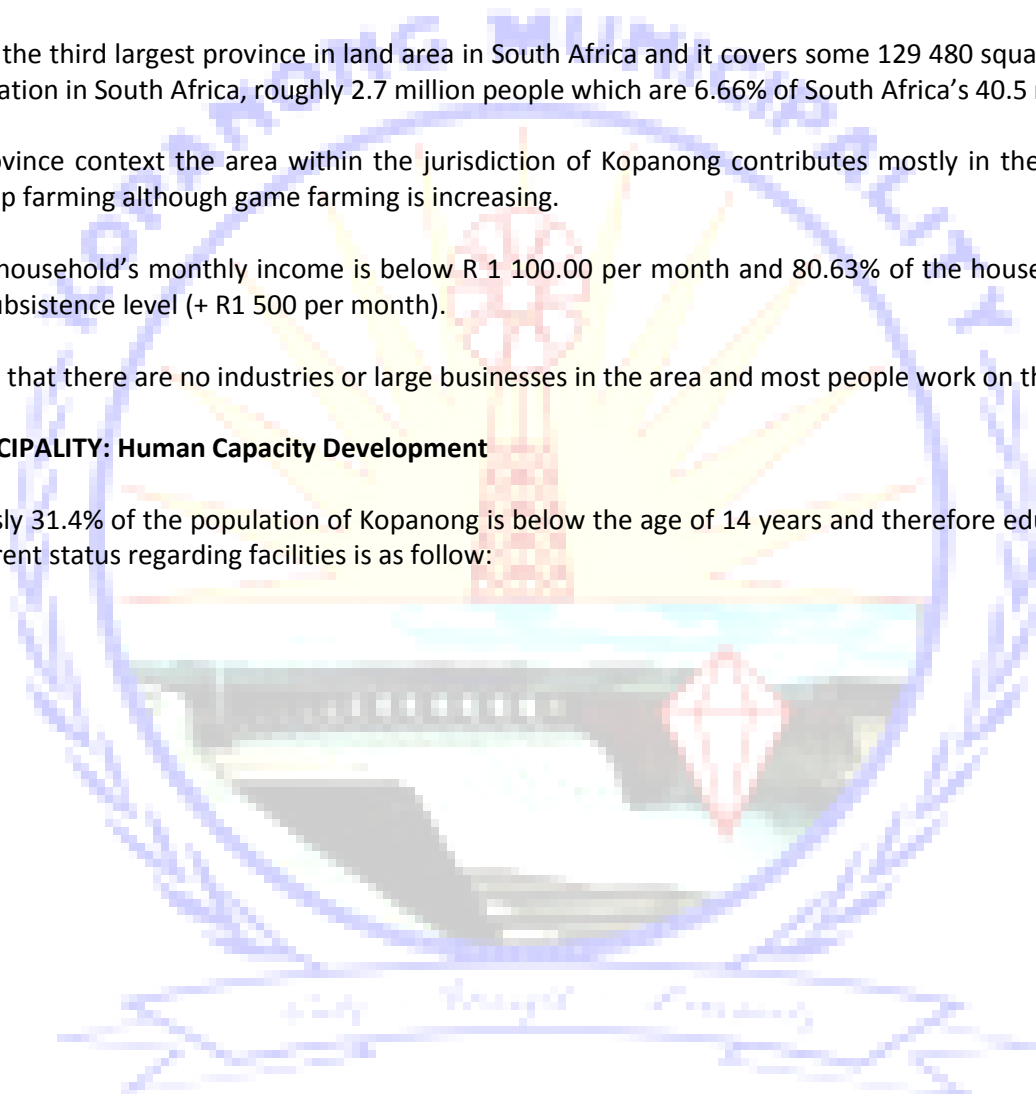 KOPANONG MUNICIPALITY
the third largest province in land area in South Africa and it covers some 129 480 squa
ation in South Africa, roughly 2.7 million people which are 6.66% of South Africa's 40.5
ovince context the area within the jurisdiction of Kopanong contributes mostly in the
p farming although game farming is increasing.
household's monthly income is below R 1 100.00 per month and 80.63% of the house
ubsistence level (+ R1 500 per month).
that there are no industries or large businesses in the area and most people work on th
CIPALITY: Human Capacity Development
sly 31.4% of the population of Kopanong is below the age of 14 years and therefore edu
rent status regarding facilities is as follow: